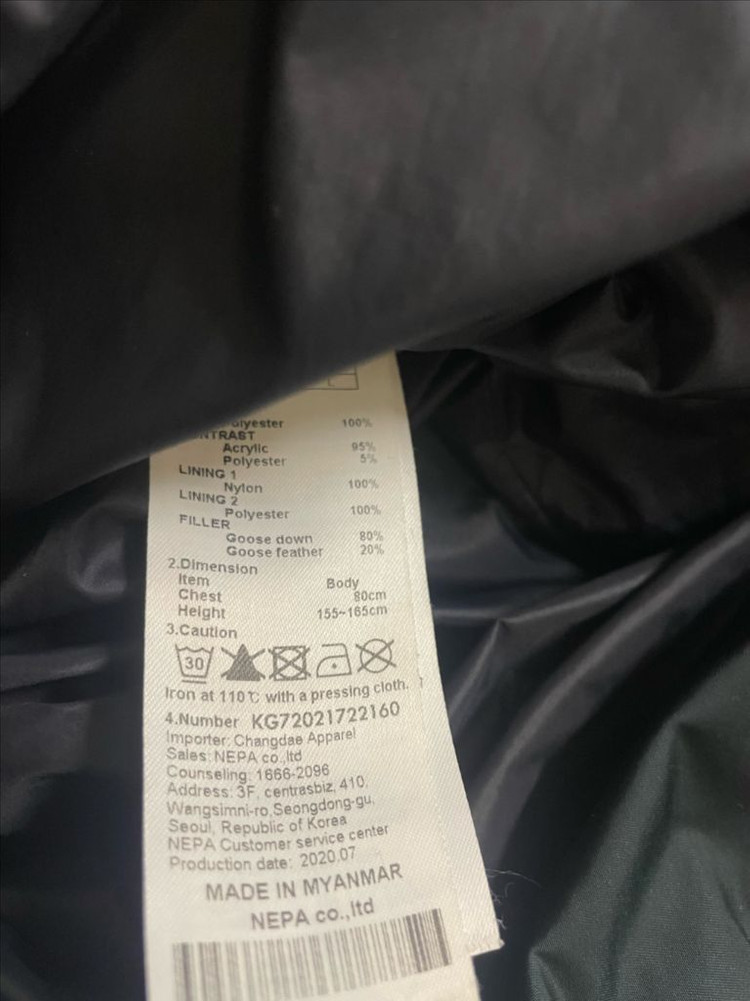 Polyester 100%
CONTRAST
Acrylic 95%
Polyester 5%
LINING 1
Nylon 100%
LINING 2
Polyester 100%
FILLER
Goose down 80%
Goose feather 20%
2.Dimension
Item Body
Chest 80cm
Height 155~165cm
3.Caution
30
Iron at 110℃ with a pressing cloth.
4.Number KG72021722160
Importer: Changdae Apparel
Sales: NEPA co.,ltd
Counseling: 1666-2096
Address: 3F, centrasbiz, 410,
Wangsimni-ro,Seongdong-gu,
Seoul, Republic of Korea
NEPA Customer service center
Production date: 2020.07
MADE IN MYANMAR
NEPA co.,ltd